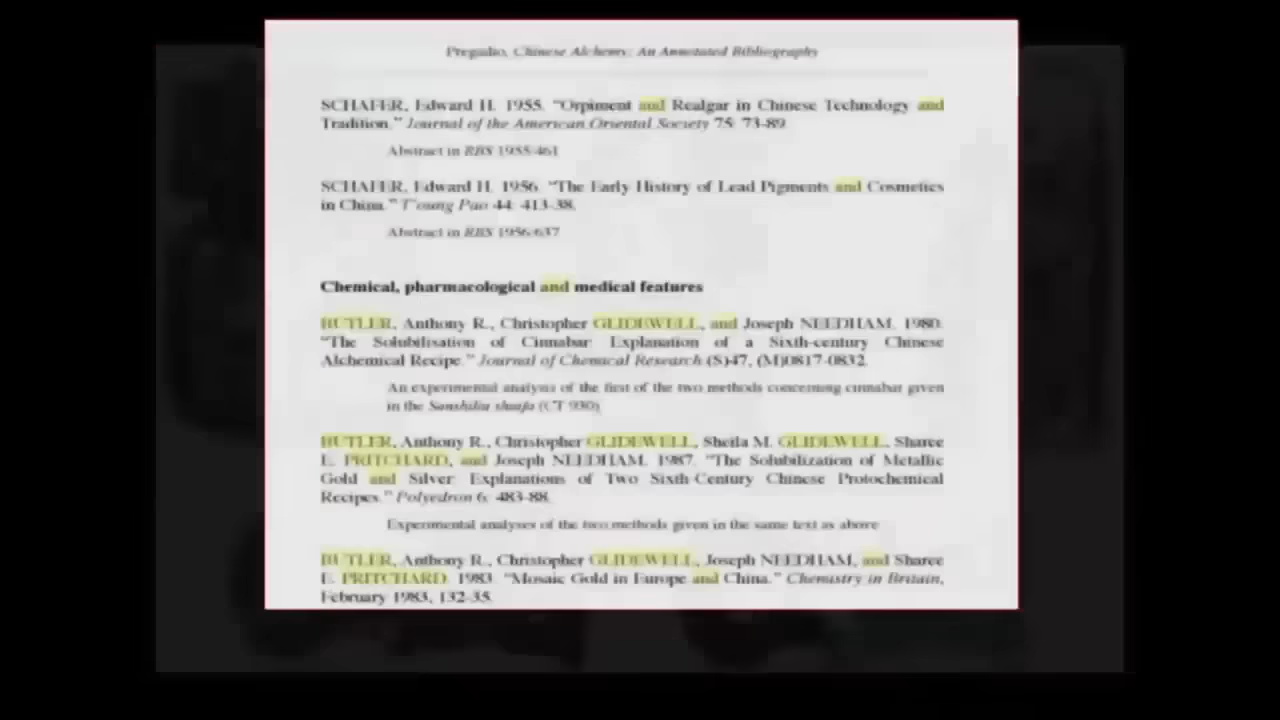 Pregadio, Chinese Alchemy: An Annotated Bibliography
SCHAFER, Edward H. 1955. "Orpiment and Realgar in Chinese Technology and
Tradition." Journal of the American Oriental Society 75: 73-89.
Abstract in RBS 1955:461
SCHAFER, Edward H. 1956. "The Early History of Lead Pigments and Cosmetics
in China." T'oung Pao 44: 413-38.
Abstract in RBS 1956:637
Chemical, pharmacological and medical features
BUTLER, Anthony R., Christopher GLIDEWELL, and Joseph NEEDHAM. 1980.
"The Solubilisation of Cinnabar: Explanation of a Sixth-century Chinese
Alchemical Recipe." Journal of Chemical Research (S)47, (M)0817-0832.
An experimental analysis of the first of the two methods concerning cinnabar given
in the Sanshiliu shuifa (CT 930)
BUTLER, Anthony R., Christopher GLIDEWELL, Sheila M. GLIDEWELL, Sharee
E. PRITCHARD, and Joseph NEEDHAM. 1987. "The Solubilization of Metallic
Gold and Silver: Explanations of Two Sixth-Century Chinese Protochemical
Recipes." Polyedron 6: 483-88.
Experimental analyses of the two methods given in the same text as above
BUTLER, Anthony R., Christopher GLIDEWELL, Joseph NEEDHAM, and Sharee
E. PRITCHARD. 1983. "Mosaic Gold in Europe and China." Chemistry in Britain,
February 1983, 132-35.